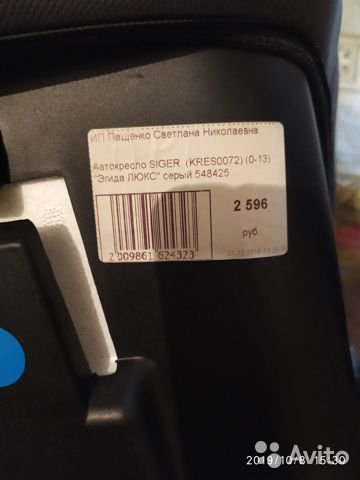 ИП Пащенко Светлана Николаевна
Автокресло SIGER (KRES0072) (0-13)
"Эгида ЛЮКС" серый 548425
2 596
руб.
2 009861 624323
2019/10/8 15:30
Avito